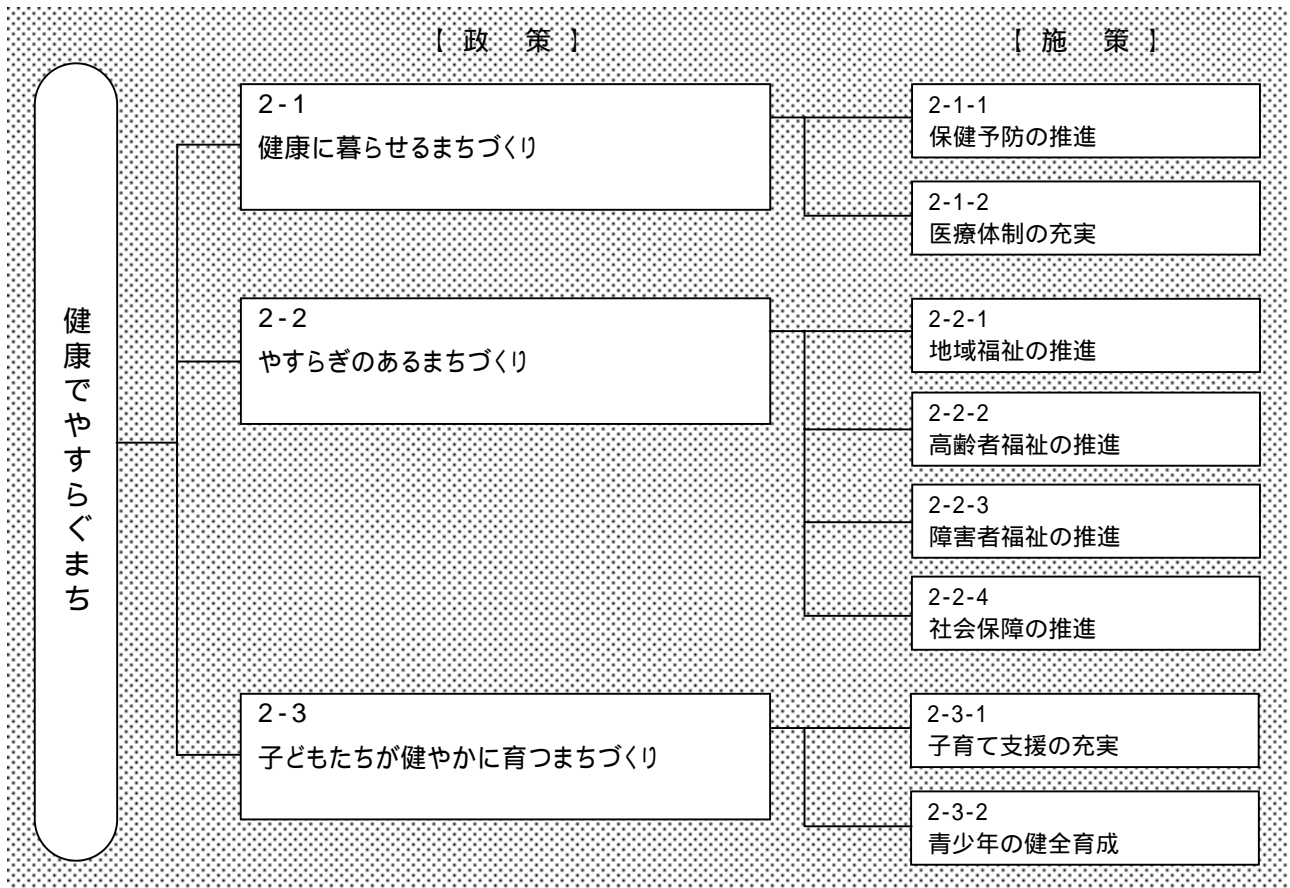 【 政 策 】
【 施 策 】
健康でやすらぐまち
2-1
健康に暮らせるまちづくり
2-1-1
保健予防の推進
2-1-2
医療体制の充実
2-2
やすらぎのあるまちづくり
2-2-1
地域福祉の推進
2-2-2
高齢者福祉の推進
2-2-3
障害者福祉の推進
2-2-4
社会保障の推進
2-3
子どもたちが健やかに育つまちづくり
2-3-1
子育て支援の充実
2-3-2
青少年の健全育成